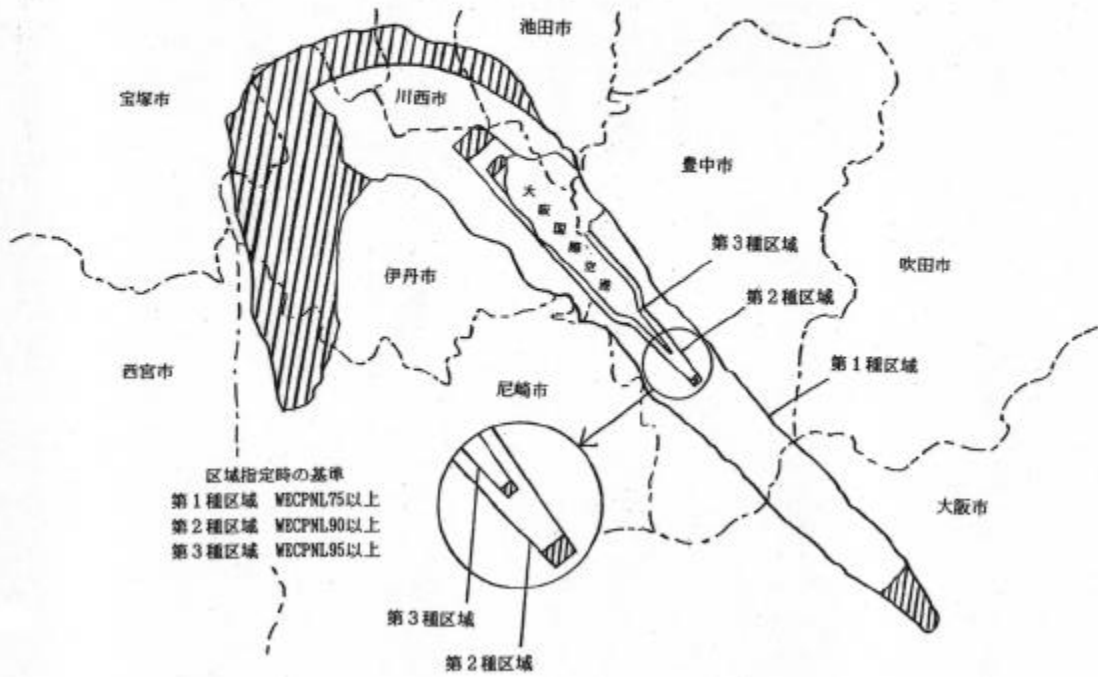 池田市
宝塚市
川西市
豊中市
大阪国際空港
第3種区域
吹田市
伊丹市
第2種区域
西宮市
第1種区域
尼崎市
区域指定時の基準
第1種区域 WECPNL75以上
第2種区域 WECPNL90以上
第3種区域 WECPNL95以上
大阪市
第3種区域
第2種区域